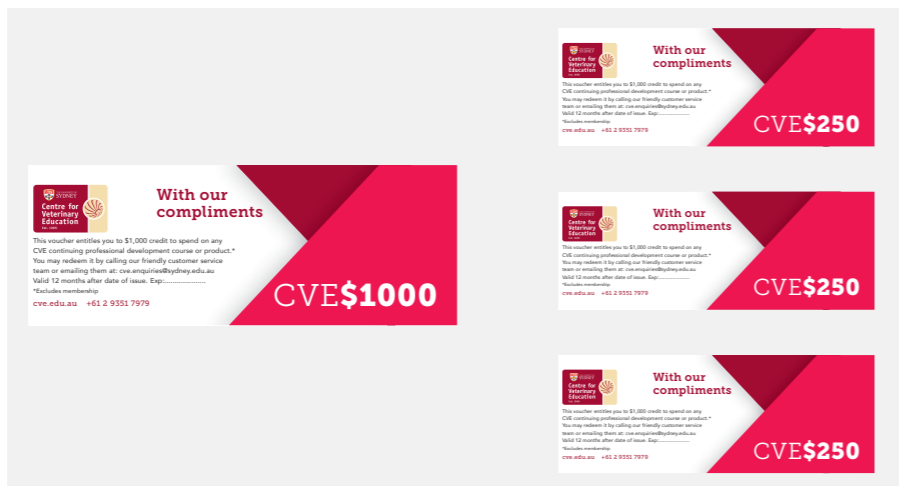 THE UNIVERSITY OF
SYDNEY
Centre for
Veterinary
Education
Est. 1965
With our
compliments
This voucher entitles you to $1,000 credit to spend on any
CVE continuing professional development course or product.*
You may redeem it by calling our friendly customer service
team or emailing them at: cve.enquiries@sydney.edu.au
Valid 12 months after date of issue. Exp:......................
*Excludes membership
cve.edu.au +61 2 9351 7979
CVE$1000
SYDNEY
Centre for
Veterinary
Education
With our
compliments
This voucher entitles you to $1,000 credit to spend on any
CVE continuing professional development course or product.*
You may redeem it by calling our friendly customer service
team or emailing them at: cve.enquiries@sydney.edu.au
Valid 12 months after date of issue. Exp:......................
*Excludes membership
cve.edu.au +61 2 9351 7979
CVE$250
SYDNEY
Centre for
Veterinary
Education
With our
compliments
This voucher entitles you to $1,000 credit to spend on any
CVE continuing professional development course or product.*
You may redeem it by calling our friendly customer service
team or emailing them at: cve.enquiries@sydney.edu.au
Valid 12 months after date of issue. Exp:......................
*Excludes membership
cve.edu.au +61 2 9351 7979
CVE$250
SYDNEY
Centre for
Veterinary
Education
With our
compliments
This voucher entitles you to $1,000 credit to spend on any
CVE continuing professional development course or product.*
You may redeem it by calling our friendly customer service
team or emailing them at: cve.enquiries@sydney.edu.au
Valid 12 months after date of issue. Exp:......................
*Excludes membership
cve.edu.au +61 2 9351 7979
CVE$250